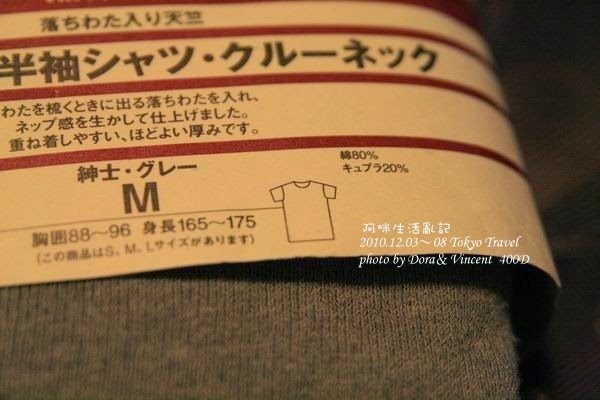 落ちわた入り天竺
半袖シャツ・クルーネック
わたを梳くときに出る落ちわたを入れ、
ネップ感を生かして仕上げました。
重ね着しやすい、ほどよい厚みです。
紳士・グレー
M
綿80%
キュプラ20%
胸囲88〜96 身長165〜175
(この商品はS、M、Lサイズがあります)
阿咪生活亂記
2010.12.03~ 08 Tokyo Travel
photo by Dora & Vincent 400D